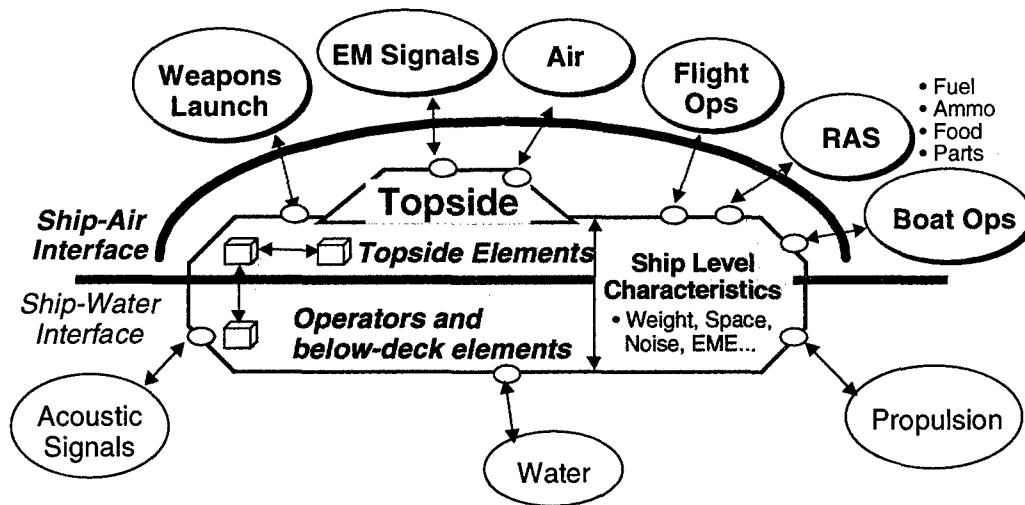 Weapons
Launch
EM Signals
Air
Flight
Ops
RAS
• Fuel
• Ammo
• Food
• Parts
Boat Ops
Topside
Ship-Air
Interface
Topside Elements
Ship Level
Characteristics
• Weight, Space,
Noise, EME...
Ship-Water
Interface
Operators and
below-deck elements
Acoustic
Signals
Water
Propulsion